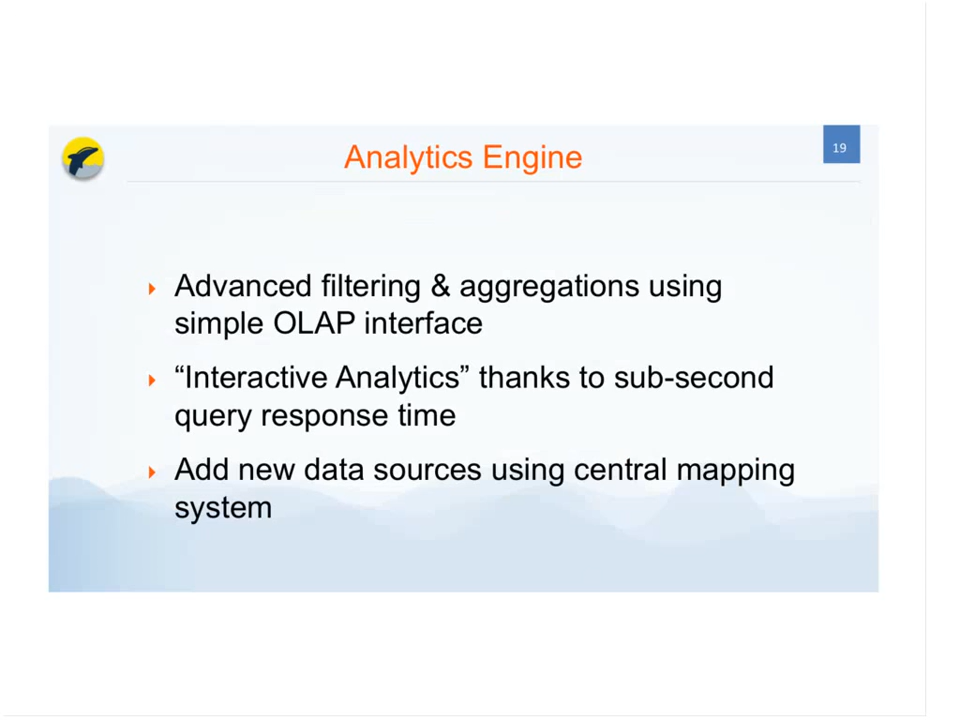 Analytics Engine
19
Advanced filtering & aggregations using
simple OLAP interface
“Interactive Analytics” thanks to sub-second
query response time
Add new data sources using central mapping
system